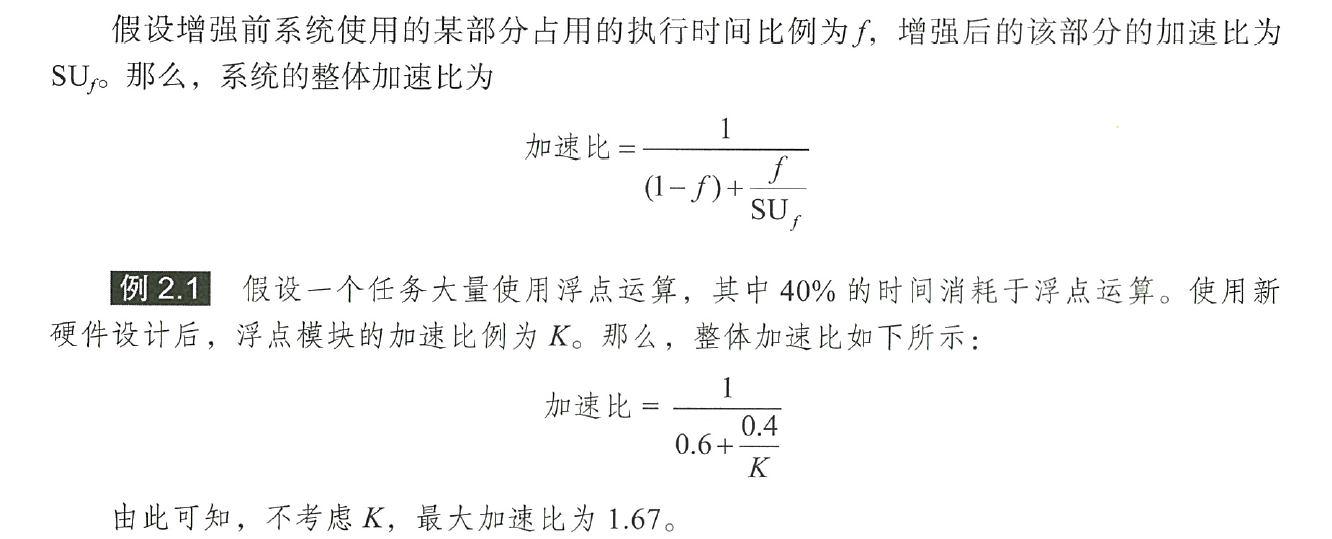 假设增强前系统使用的某部分占用的执行时间比例为f，增强后的该部分的加速比为
SU_f。那么，系统的整体加速比为
加速比 = \frac{1}{(1-f)+\frac{f}{SU_f}}
例 2.1 假设一个任务大量使用浮点运算，其中 40% 的时间消耗于浮点运算。使用新
硬件设计后，浮点模块的加速比例为 K。那么，整体加速比如下所示：
加速比 = \frac{1}{0.6+\frac{0.4}{K}}
由此可知，不考虑 K，最大加速比为 1.67。